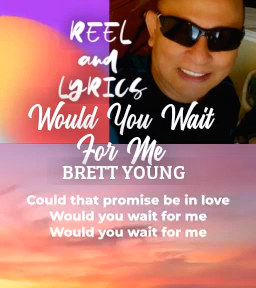 REEL
and
LYRICS
Would You Wait
For Me
BRETT YOUNG
Could that promise be in love
Would you wait for me
Would you wait for me